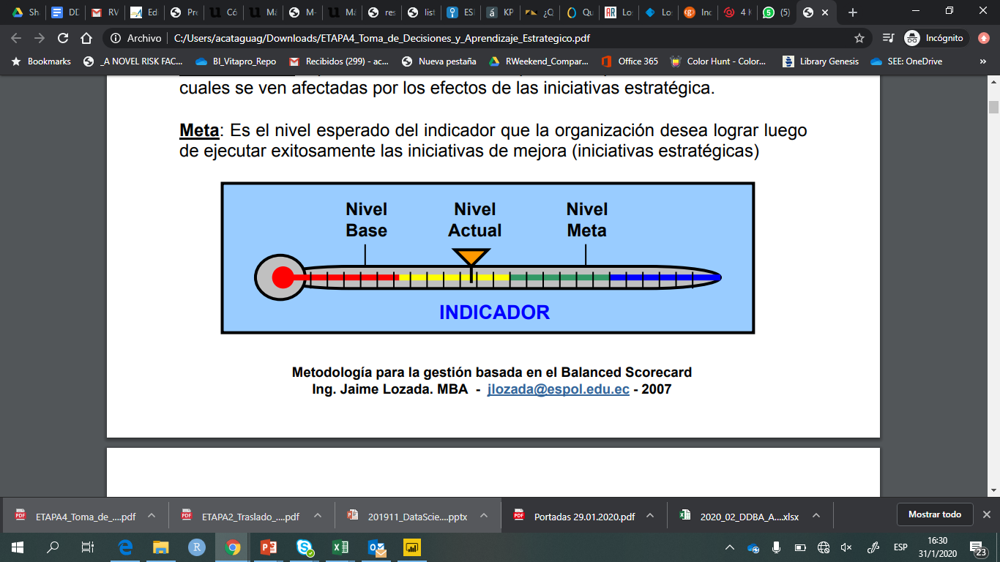 Sh
DD
RV
Ed
Pre
Có
Ma
M-
Ma
res
list
ESI
KP
¿Q
Qu
Lo
Lo
Inc
4 k
(5)
Archivo | C:/Users/acataguag/Downloads/ETAPA4_Toma_de_Decisiones_y_Aprendizaje_Estrategico.pdf
Incógnito
Bookmarks
_A NOVEL RISK FAC...
BI_Vitapro_Repo
Recibidos (299) - ac...
Nueva pestaña
RWeekend_Compar...
Office 365
Color Hunt - Color...
Library Genesis
SEE: OneDrive
»
cuales se ven afectadas por los efectos de las iniciativas estratégica.
Meta: Es el nivel esperado del indicador que la organización desea lograr luego
de ejecutar exitosamente las iniciativas de mejora (iniciativas estratégicas)
Nivel
Base
Nivel
Actual
Nivel
Meta
INDICADOR
Metodología para la gestión basada en el Balanced Scorecard
Ing. Jaime Lozada. MBA - jlozada@espol.edu.ec - 2007
ETAPA4_Toma_de_....pdf
ETAPA2_Traslado_....pdf
201911_DataScie....pptx
Portadas 29.01.2020.pdf
2020_02_DDBA_A....xlsx
Mostrar todo
ESP
16:30
31/1/2020
23